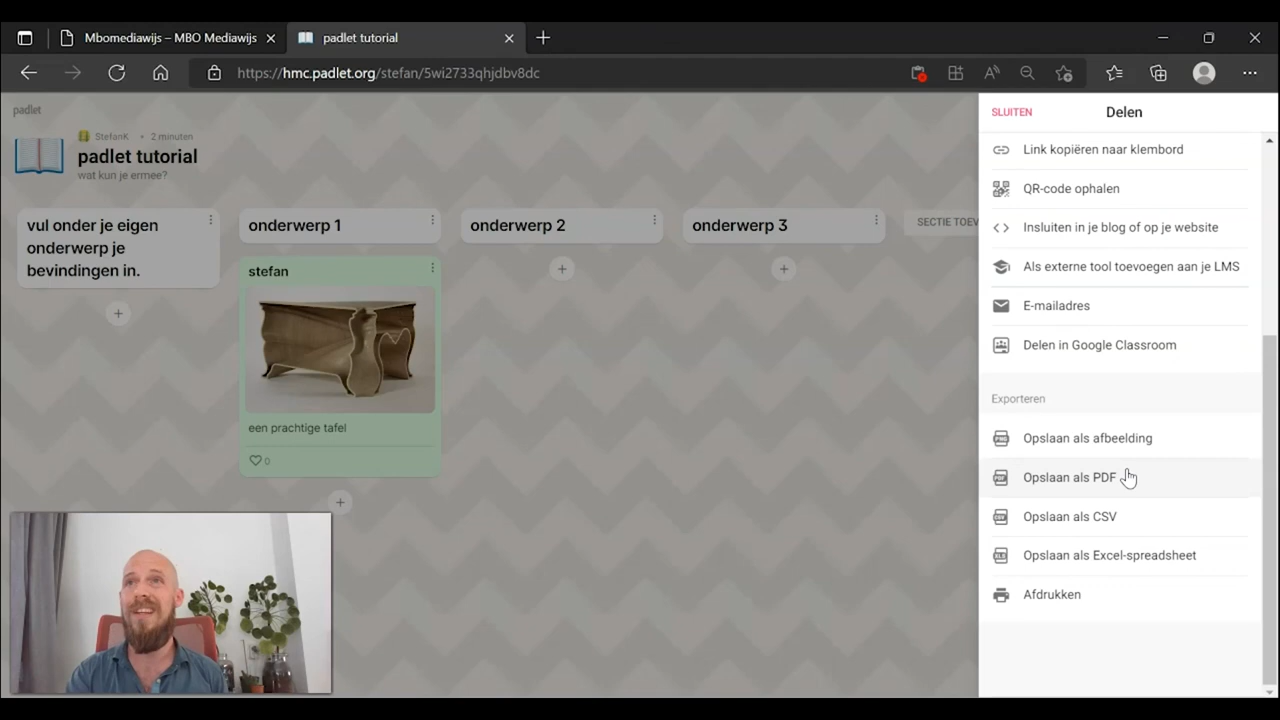 Mbomediawijs – MBO Mediawijs
padlet tutorial
https://hmc.padlet.org/stefan/5wi2733qhjdbv8dc
padlet
StefanK • 2 minuten
padlet tutorial
wat kun je ermee?
vul onder je eigen
onderwerp je
bevindingen in.
onderwerp 1
stefan
een prachtige tafel
0
onderwerp 2
onderwerp 3
SECTIE TOEV
SLUITEN
Delen
Link kopiëren naar klembord
QR-code ophalen
Insluiten in je blog of op je website
Als externe tool toevoegen aan je LMS
E-mailadres
Delen in Google Classroom
Exporteren
Opslaan als afbeelding
PDF Opslaan als PDF
CSV Opslaan als CSV
XLS Opslaan als Excel-spreadsheet
Afdrukken